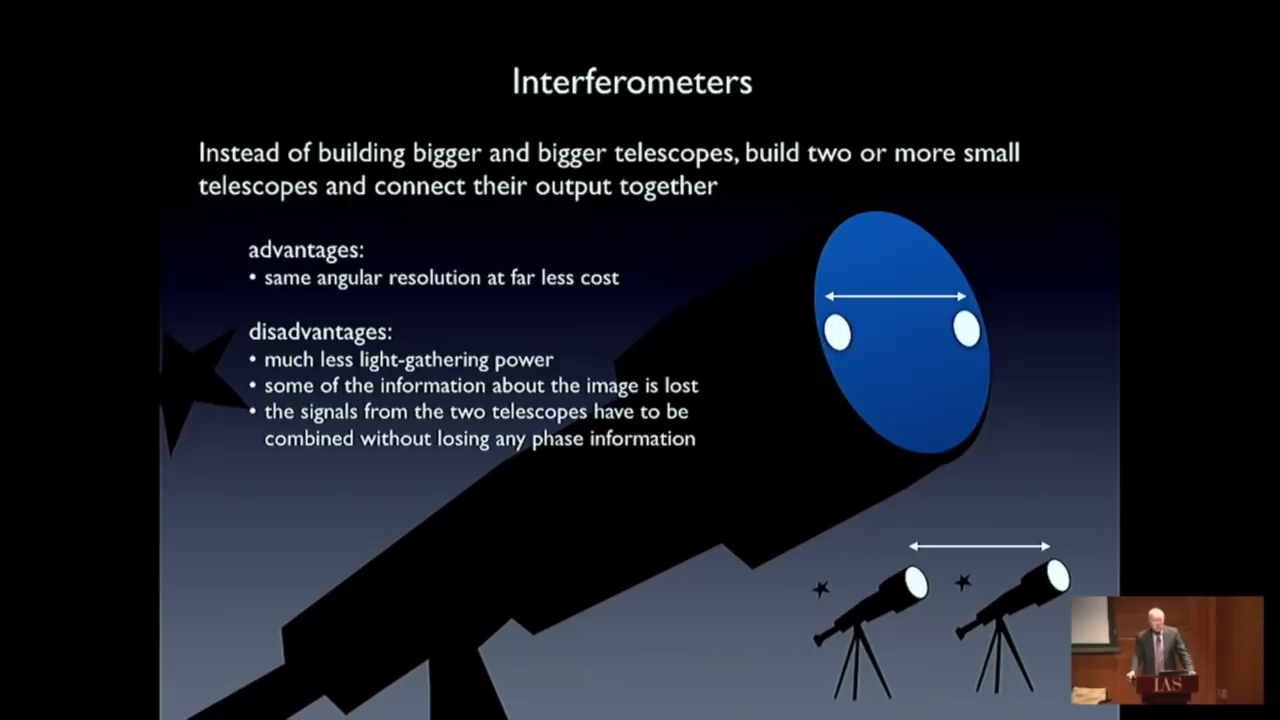 Interferometers
Instead of building bigger and bigger telescopes, build two or more small
telescopes and connect their output together
advantages:
• same angular resolution at far less cost
disadvantages:
• much less light-gathering power
• some of the information about the image is lost
• the signals from the two telescopes have to be
combined without losing any phase information
IAS